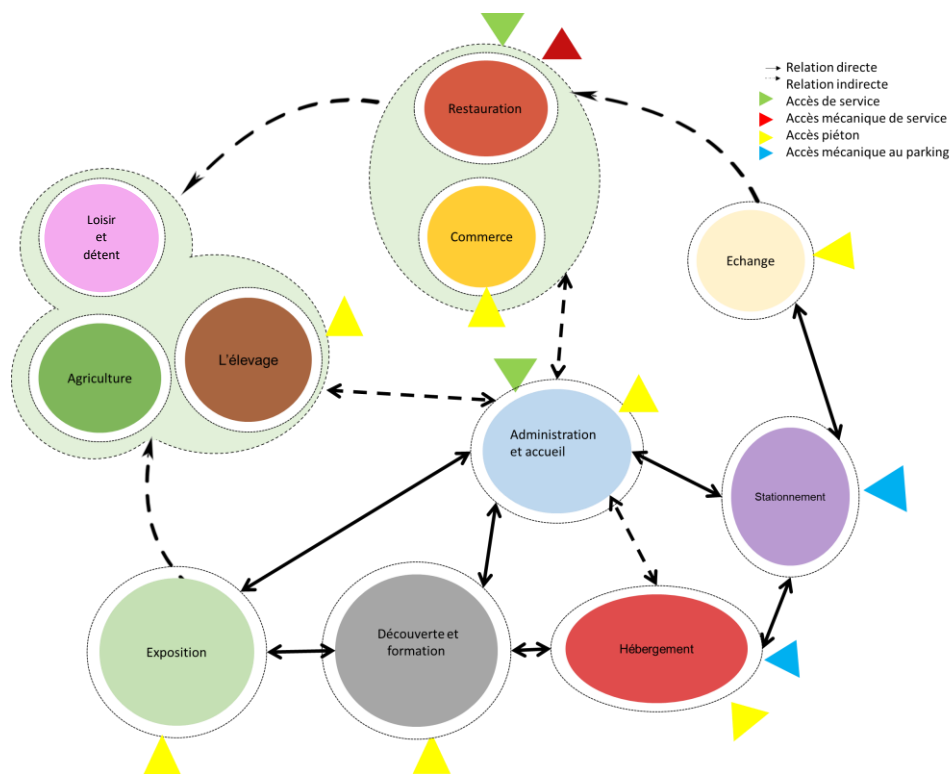 Relation directe
Relation indirecte
Accès de service
Accès mécanique de service
Accès piéton
Accès mécanique au parking
Restauration
Commerce
Echange
Loisir
et
détent
Agriculture
L'élevage
Administration
et accueil
Stationnement
Exposition
Découverte et
formation
Hébergement